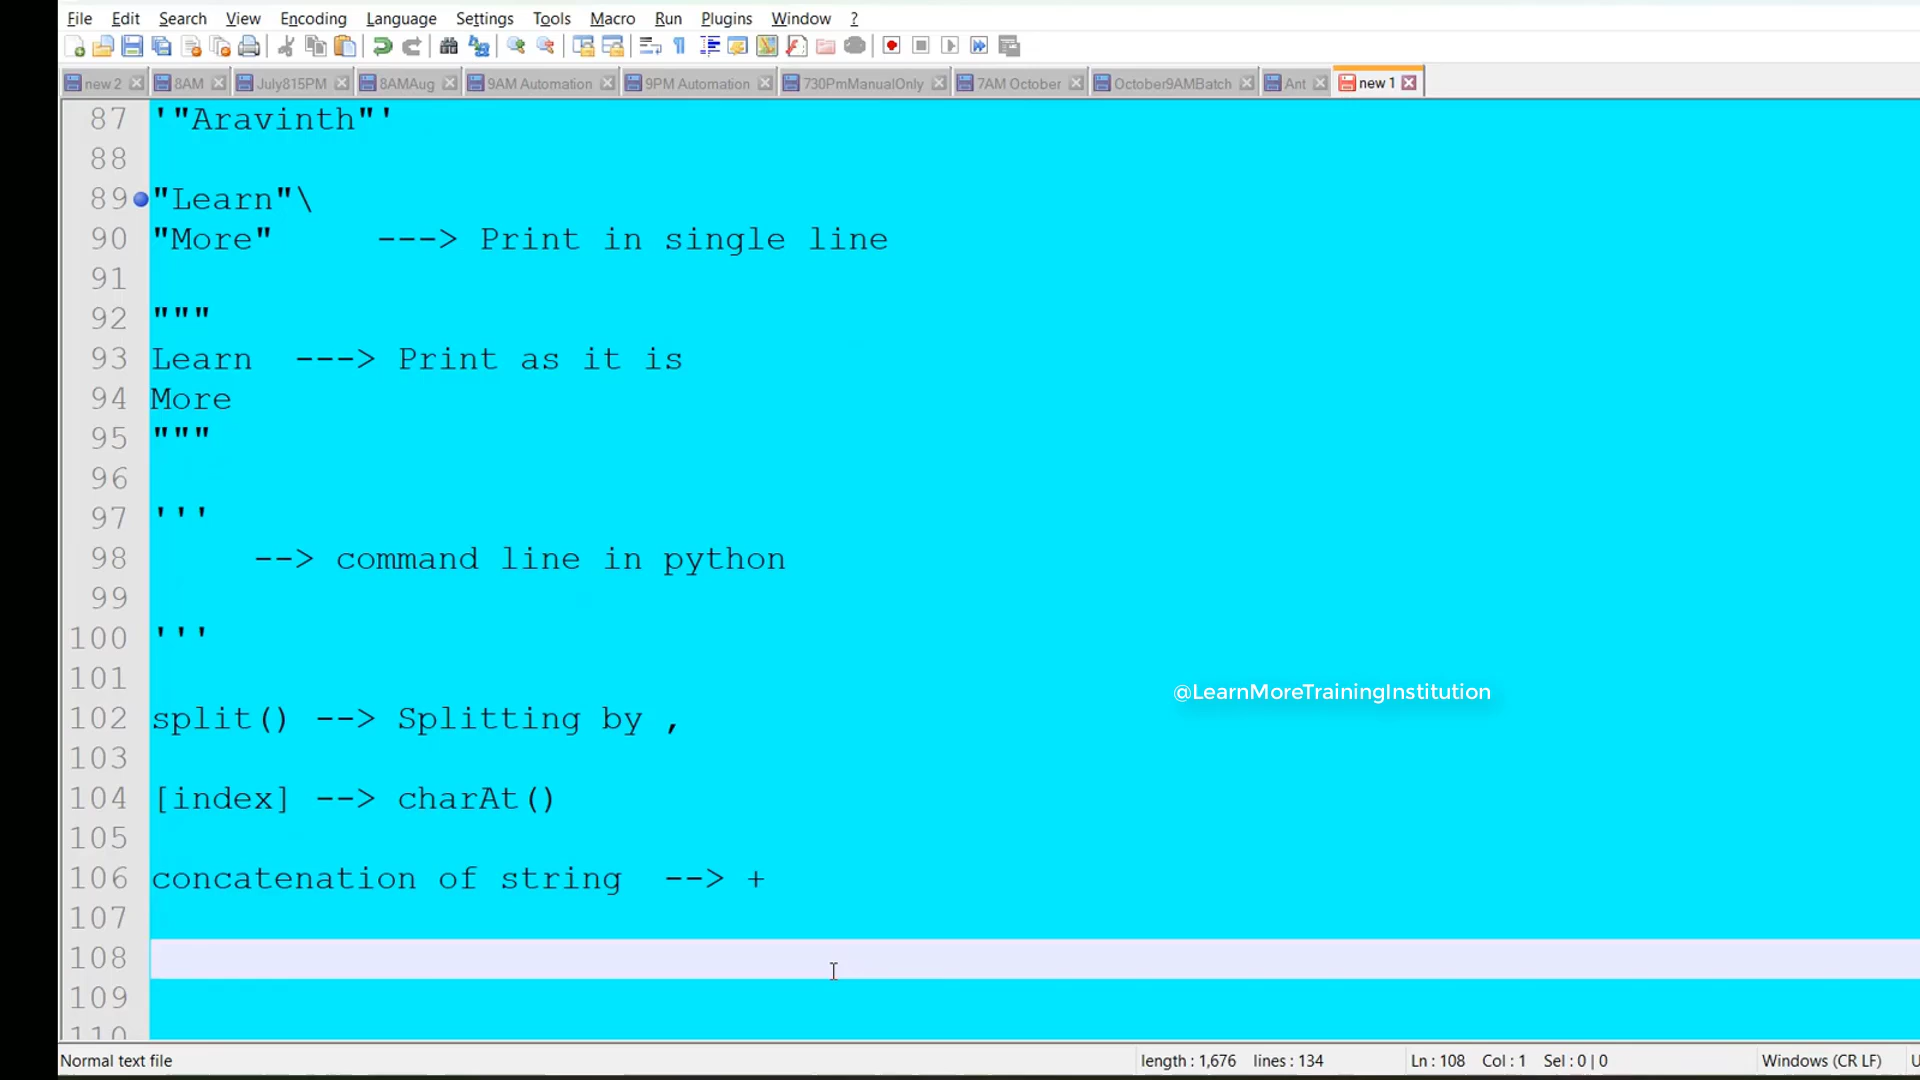 File Edit Search View Encoding Language Settings Tools Macro Run Plugins Window ?
new 2 8AM July815PM 8AMAug 9AM Automation 9PM Automation 730PmManualOnly 7AM October October9AMBatch Ant new 1
87 '"Aravinth"'
88
89 "Learn"\
90 "More" ---> Print in single line
91
92 """
93 Learn ---> Print as it is
94 More
95 """
96
97 '''
98 --> command line in python
99
100 '''
101
@LearnMoreTrainingInstitution
102 split() --> Splitting by ,
103
104 [index] --> charAt()
105
106 concatenation of string --> +
107
108
109
110
Normal text file length : 1,676 lines : 134 Ln : 108 Col : 1 Sel : 0 | 0 Windows (CR LF)